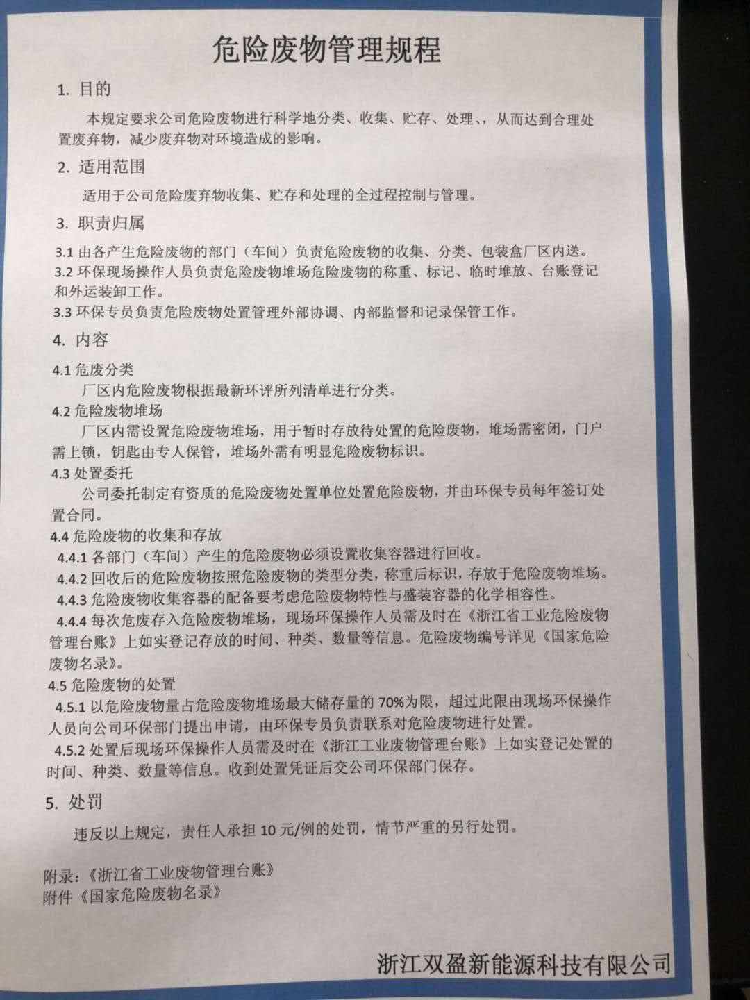 危险废物管理规程
1. 目的
本规定要求公司危险废物进行科学地分类、收集、贮存、处理、，从而达到合理处
置废弃物，减少废弃物对环境造成的影响。
2. 适用范围
适用于公司危险废弃物收集、贮存和处理的全过程控制与管理。
3. 职责归属
3.1 由各产生危险废物的部门（车间）负责危险废物的收集、分类、包装盒厂区内送。
3.2 环保现场操作人员负责危险废物堆场危险废物的称重、标记、临时堆放、台账登记
和外运装卸工作。
3.3 环保专员负责危险废物处置管理外部协调、内部监督和记录保管工作。
4. 内容
4.1 危废分类
厂区内危险废物根据最新环评所列清单进行分类。
4.2 危险废物堆场
厂区内需设置危险废物堆场，用于暂时存放待处置的危险废物，堆场需密闭，门户
需上锁，钥匙由专人保管，堆场外需有明显危险废物标识。
4.3 处置委托
公司委托制定有资质的危险废物处置单位处置危险废物，并由环保专员每年签订处
置合同。
4.4 危险废物的收集和存放
4.4.1 各部门（车间）产生的危险废物必须设置收集容器进行回收。
4.4.2 回收后的危险废物按照危险废物的类型分类，称重后标识，存放于危险废物堆场。
4.4.3 危险废物收集容器的配备要考虑危险废物特性与盛装容器的化学相容性。
4.4.4 每次危废存入危险废物堆场，现场环保操作人员需及时在《浙江省工业危险废物
管理台账》上如实登记存放的时间、种类、数量等信息。危险废物编号详见《国家危险
废物名录》。
4.5 危险废物的处置
4.5.1 以危险废物量占危险废物堆场最大储存量的 70%为限，超过此限由现场环保操作
人员向公司环保部门提出申请，由环保专员负责联系对危险废物进行处置。
4.5.2 处置后现场环保操作人员需及时在《浙江工业废物管理台账》上如实登记处置的
时间、种类、数量等信息。收到处置凭证后交公司环保部门保存。
5. 处罚
违反以上规定，责任人承担 10 元/例的处罚，情节严重的另行处罚。
附录：《浙江省工业废物管理台账》
附件《国家危险废物名录》
浙江双盈新能源科技有限公司